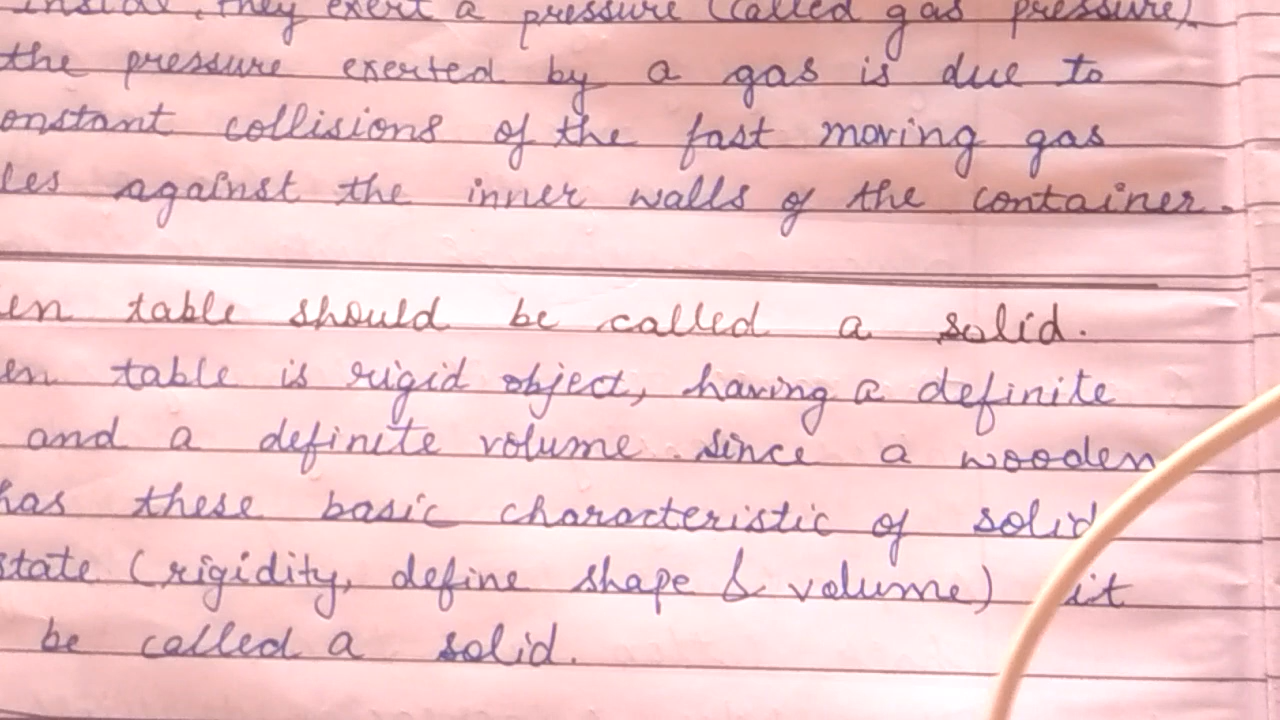 they exert a pressure (called gas pressure)
the pressure exerted by a gas is due to
onstant collisions of the fast moving gas
les against the inner walls of the container.
en table should be called a solid.
en table is rigid object, having a definite
and a definite volume. since a wooden
has these basic characteristic of solid
state (rigidity, define shape & volume) it
be called a solid.